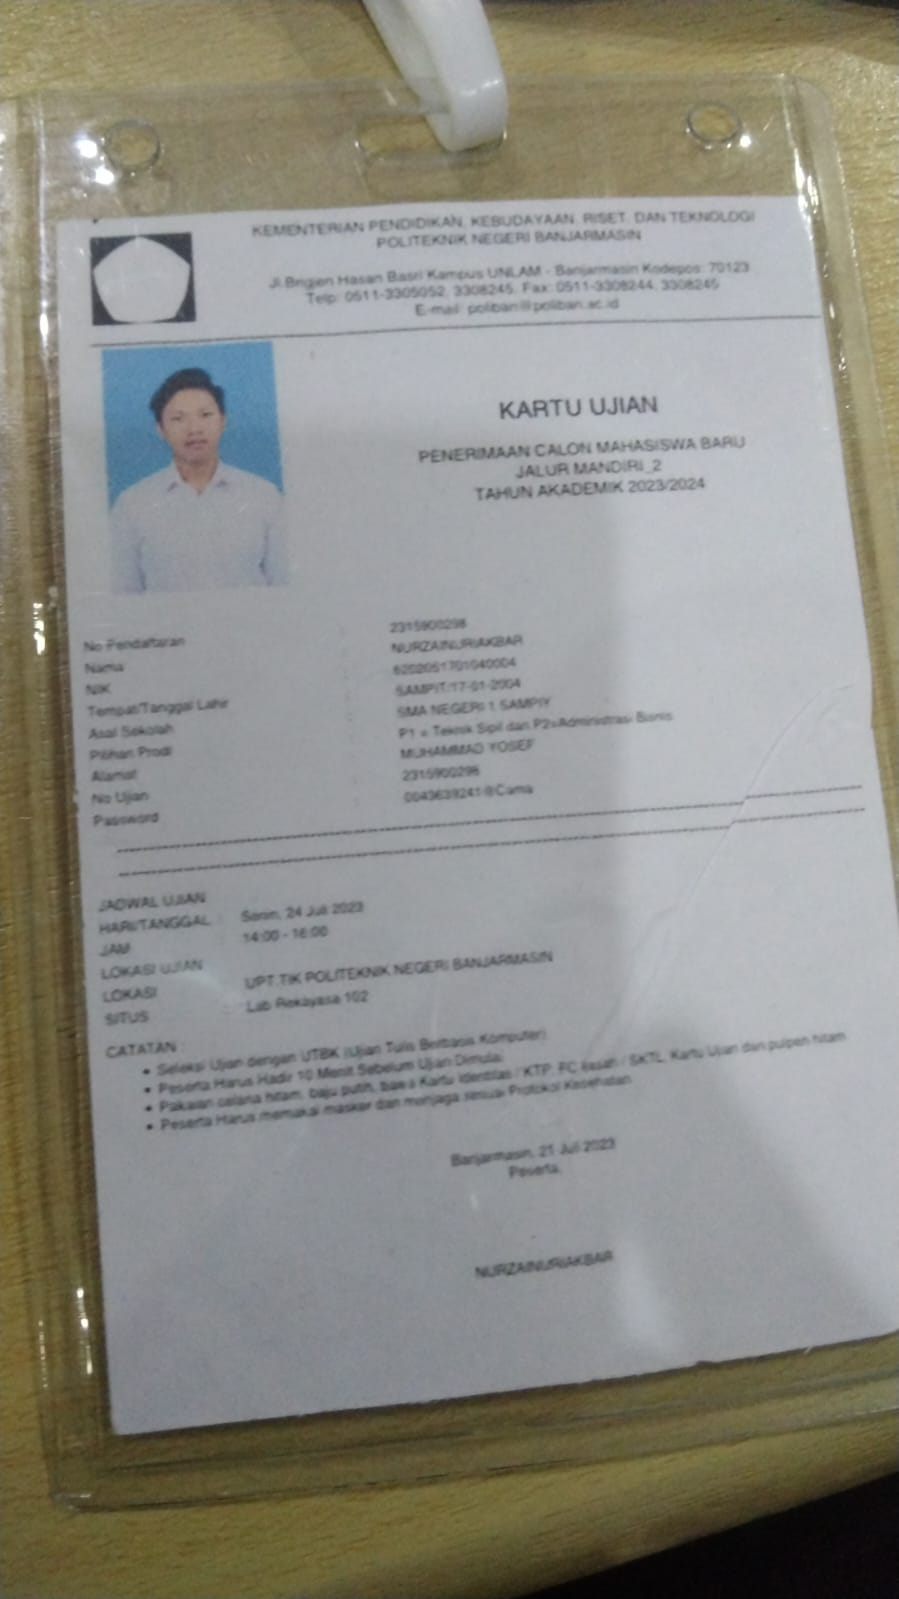 KEMENTERIAN PENDIDIKAN, KEBUDAYAAN, RISET, DAN TEKNOLOGI
POLITEKNIK NEGERI BANJARMASIN
Jl.Brigjen Hasan Basri Kampus UNLAM - Banjarmasin Kodepos: 70123
Telp: 0511-3305052, 3308245, Fax: 0511-3308244, 3308245
E-mail: poliban@poliban.ac.id
KARTU UJIAN
PENERIMAAN CALON MAHASISWA BARU
JALUR MANDIRI_2
TAHUN AKADEMIK 2023/2024
No Pendaftaran : 2315900298
Nama : NURZAINURIAKBAR
NIK : 6202051701040004
Tempat/Tanggal Lahir : SAMPIT/17-01-2004
Asal Sekolah : SMA NEGERI 1 SAMPIY
Pilihan Prodi : P1 = Teknik Sipil dan P2=Administrasi Bisnis
Alamat : MUHAMMAD YOSEF
No Ujian : 2315900298
Password : 0043639241@Cama
JADWAL UJIAN
HARI/TANGGAL : Senin, 24 Juli 2023
JAM : 14:00 - 16:00
LOKASI UJIAN
LOKASI : UPT.TIK POLITEKNIK NEGERI BANJARMASIN
SITUS : Lab Rekayasa 102
CATATAN :
• Seleksi Ujian dengan UTBK (Ujian Tulis Berbasis Komputer)
• Peserta Harus Hadir 10 Menit Sebelum Ujian Dimulai
• Pakaian celana hitam, baju putih, bawa Kartu Identitas / KTP, FC Ijasah / SKTL, Kartu Ujian dan pulpen hitam
• Peserta Harus memakai masker dan menjaga sesuai Protokol Kesehatan
Banjarmasin, 21 Juli 2023
Peserta,
NURZAINURIAKBAR